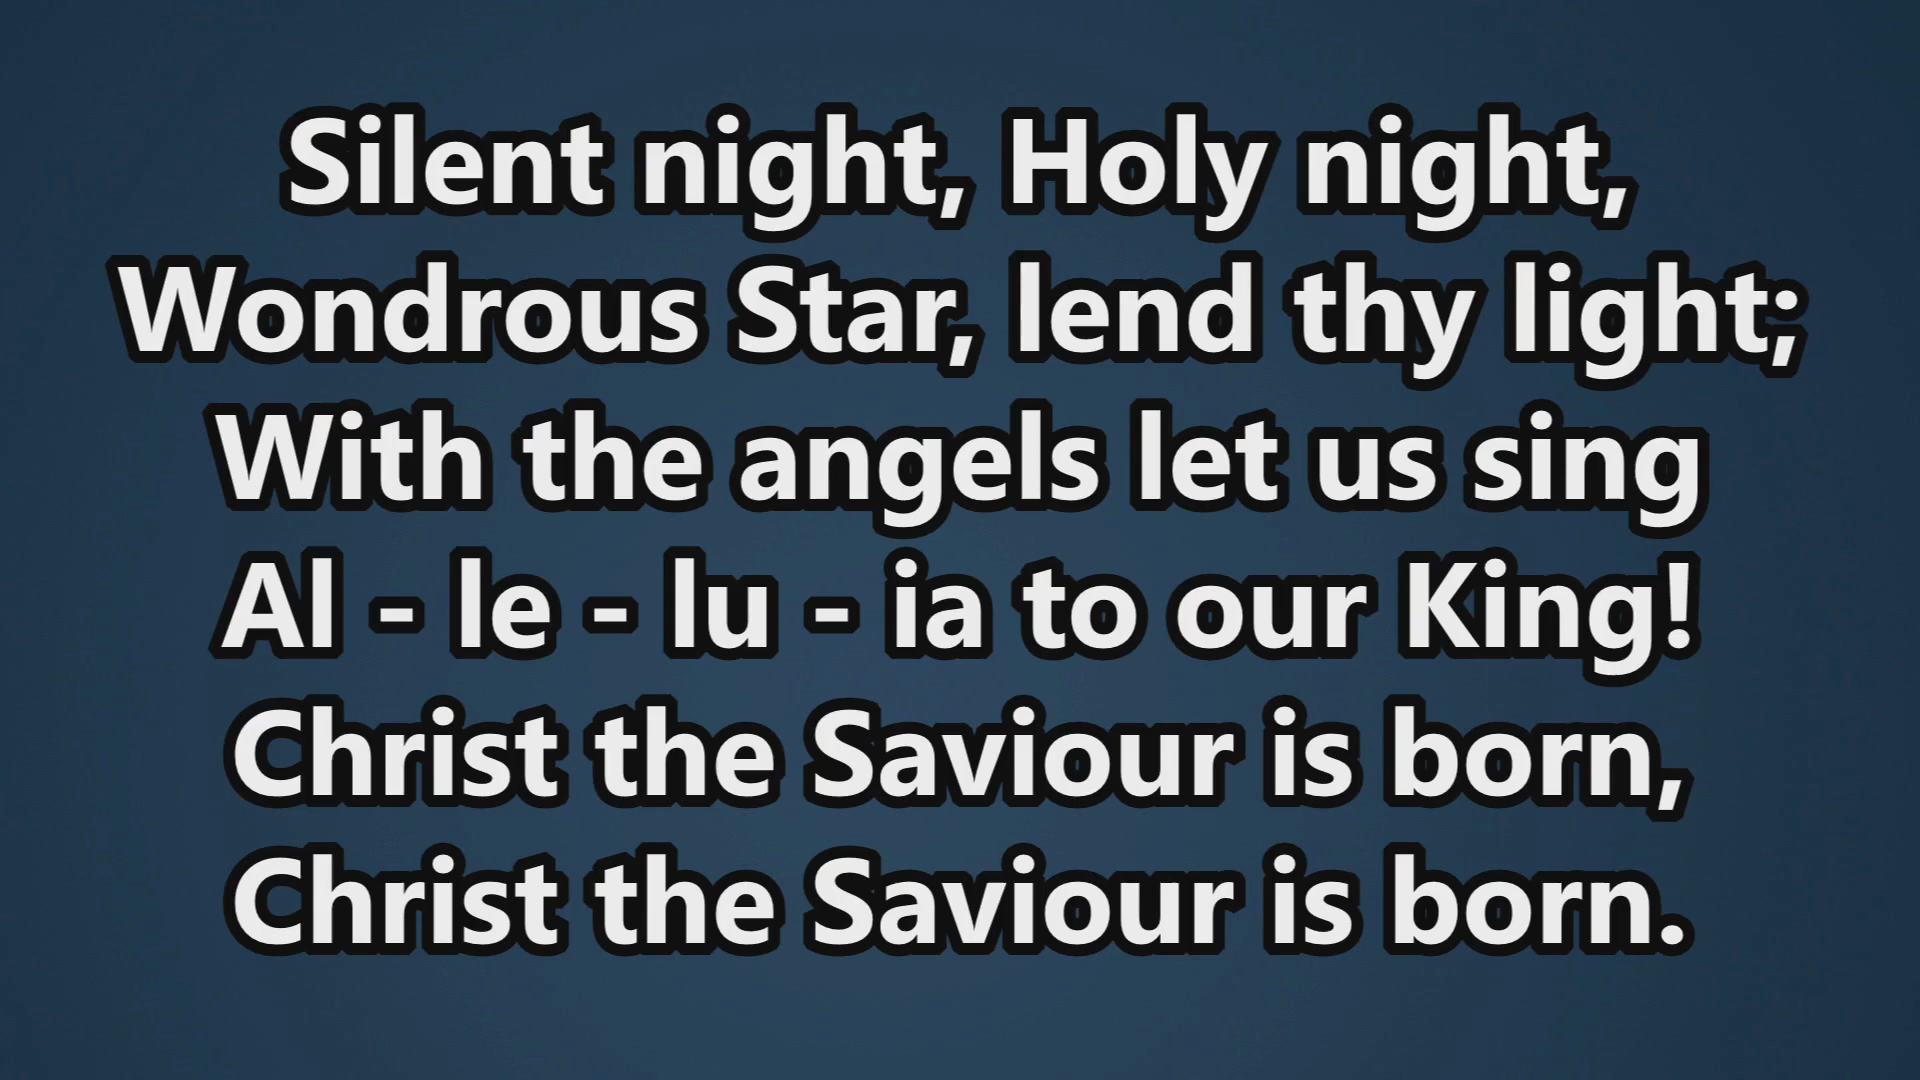 Silent night, Holy night,
Wondrous Star, lend thy light;
With the angels let us sing
Al - le - lu - ia to our King!
Christ the Saviour is born,
Christ the Saviour is born.